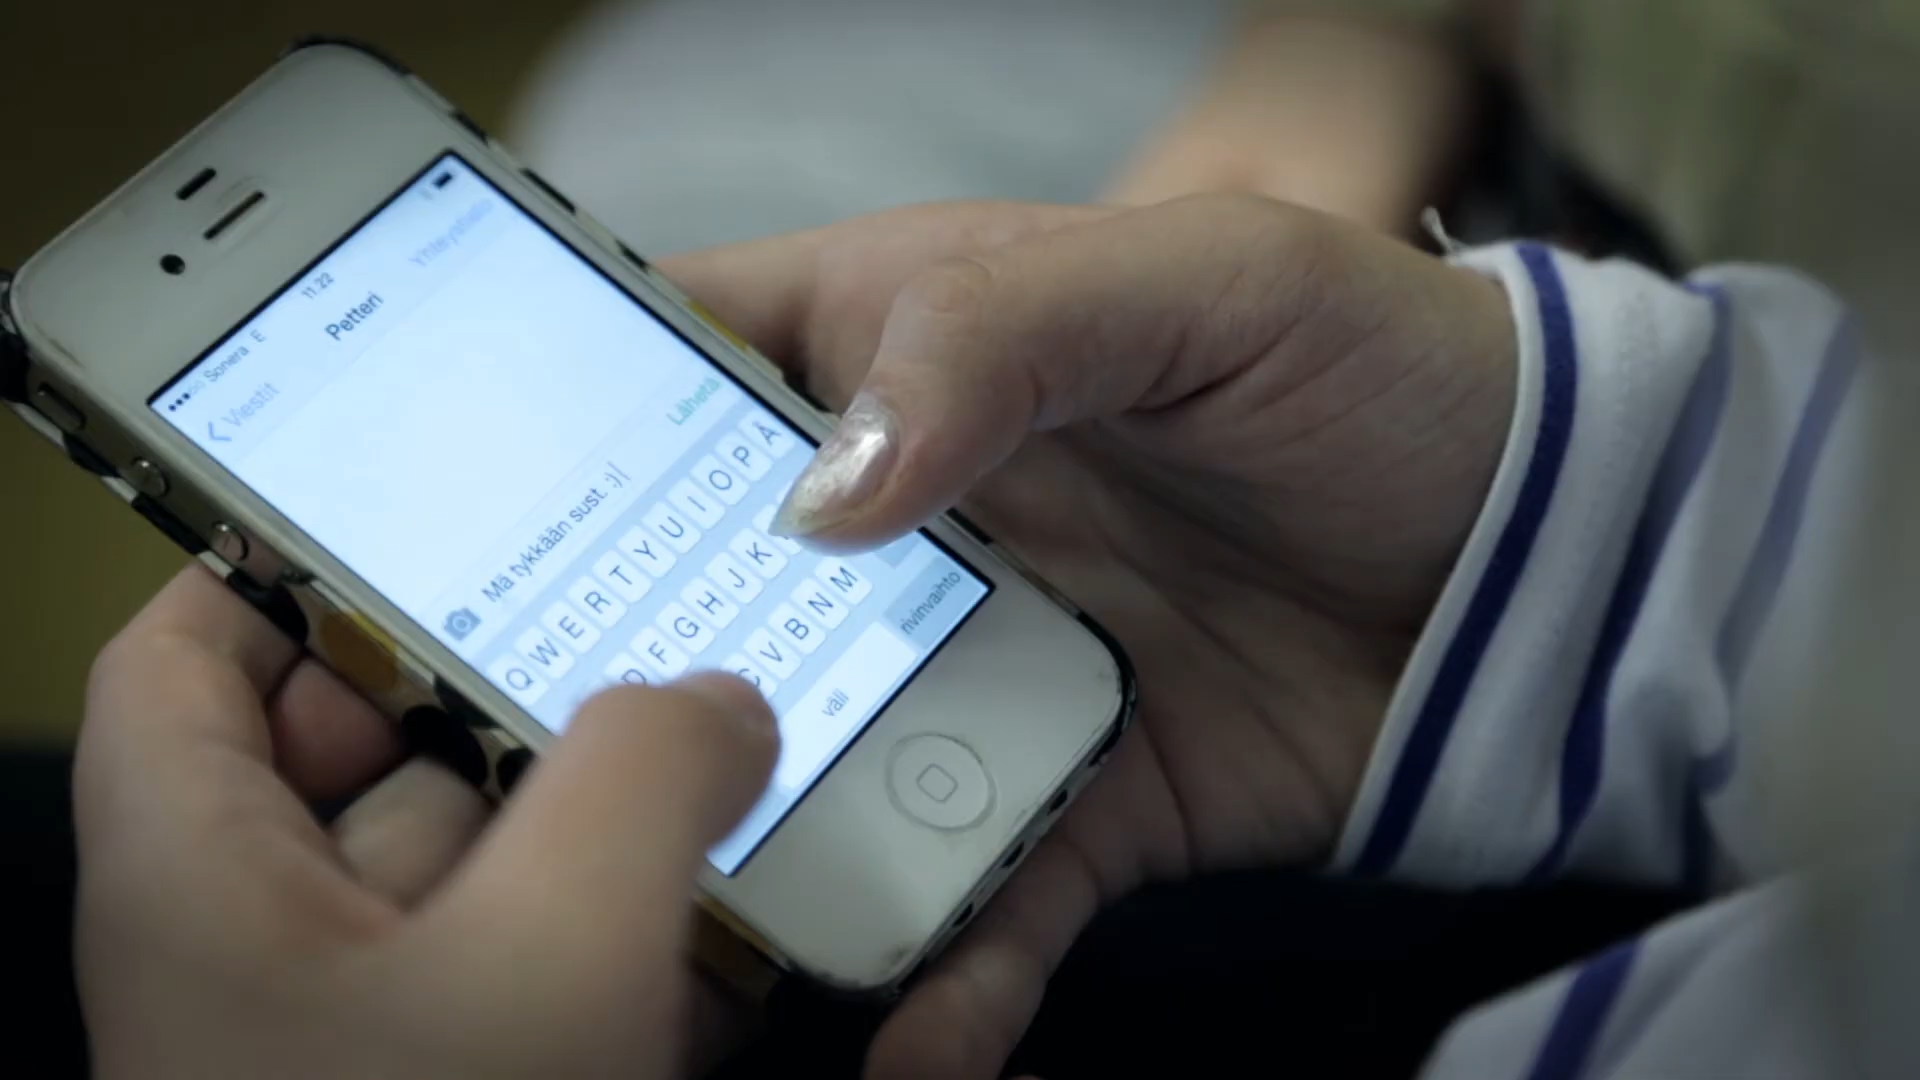 Sonera E 11.22
Viestit Petteri Yhteystiedot
Mä tykkään sust. :) Lähetä
Q W E R T Y U I O P Å
D F G H J K
C V B N M
väli rivinvaihto